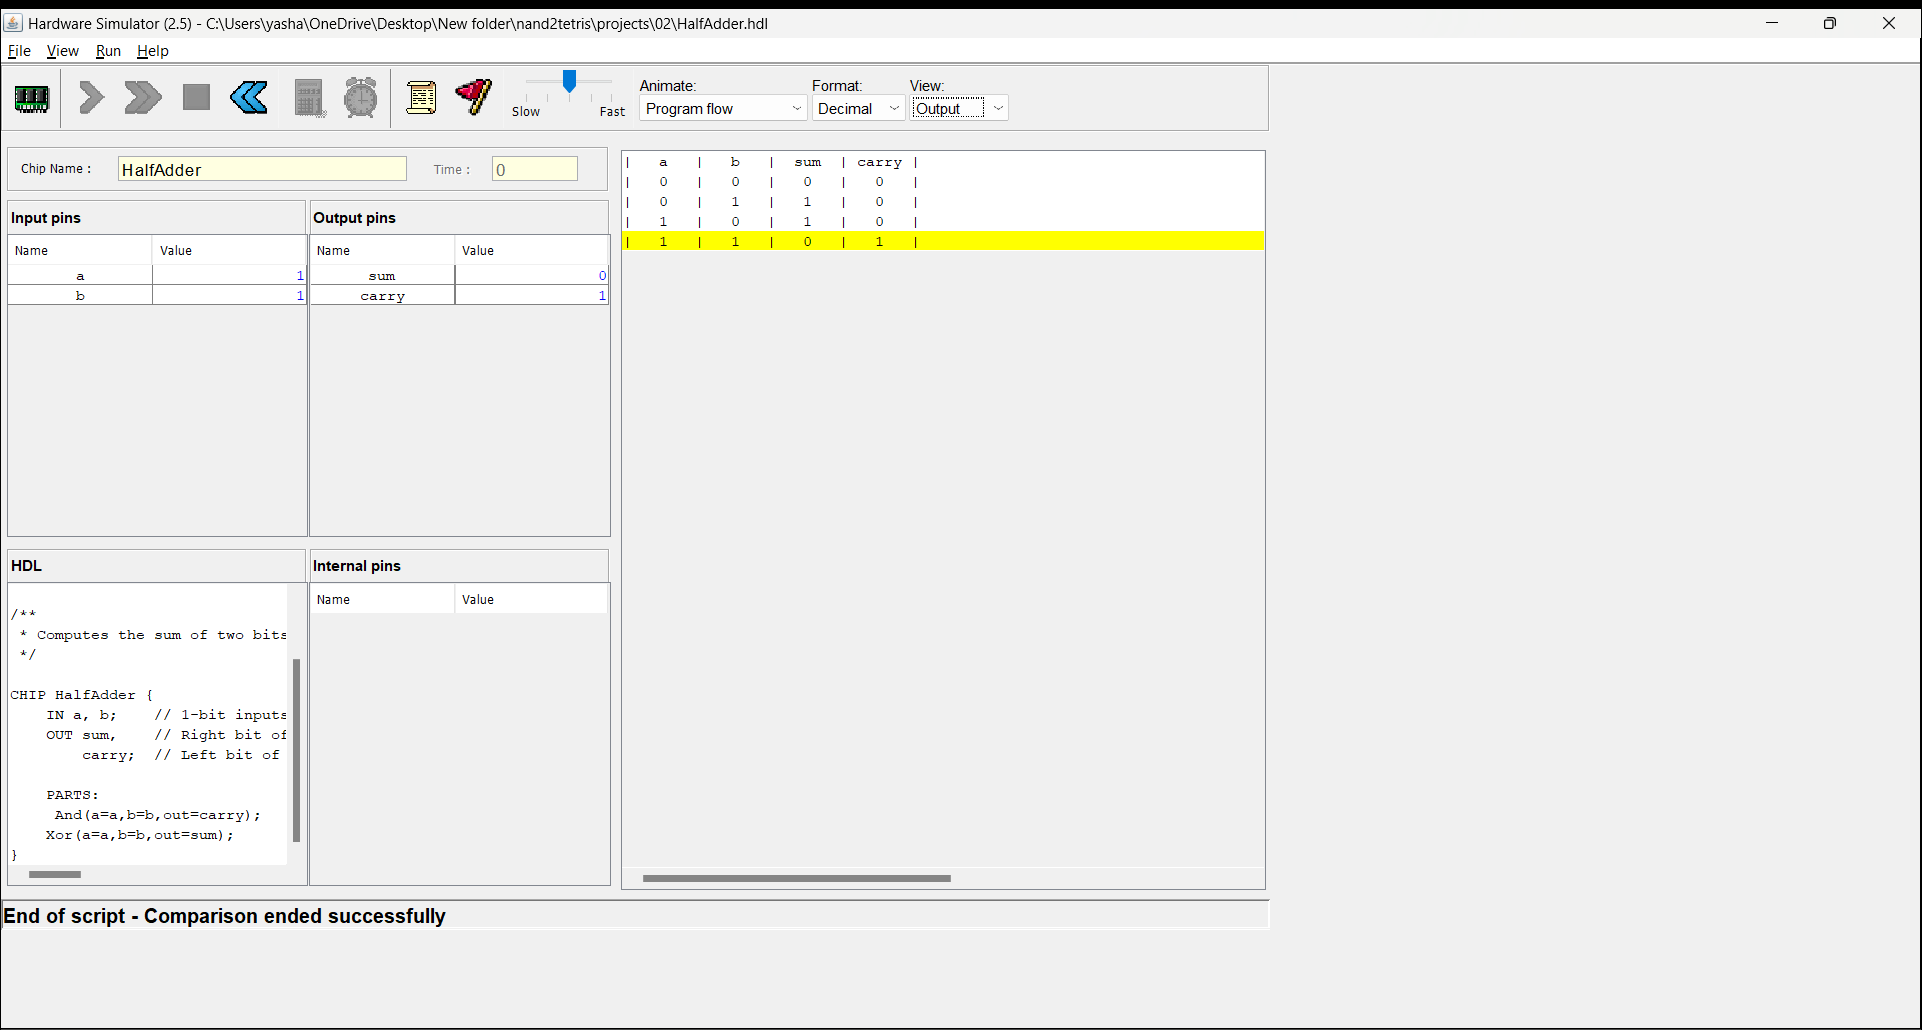 Hardware Simulator (2.5) - C:\Users\yasha\OneDrive\Desktop\New folder\nand2tetris\projects\02\HalfAdder.hdl
File View Run Help
Slow Fast
Animate:
Program flow
Format:
Decimal
View:
Output
Chip Name : HalfAdder Time : 0
Input pins
Name Value
a 1
b 1
Output pins
Name Value
sum 0
carry 1
| a | b | sum | carry |
| 0 | 0 | 0 | 0 |
| 0 | 1 | 1 | 0 |
| 1 | 0 | 1 | 0 |
| 1 | 1 | 0 | 1 |
HDL
/**
* Computes the sum of two bits
*/
CHIP HalfAdder {
IN a, b; // 1-bit inputs
OUT sum, // Right bit of
carry; // Left bit of
PARTS:
And(a=a,b=b,out=carry);
Xor(a=a,b=b,out=sum);
}
Internal pins
Name Value
End of script - Comparison ended successfully